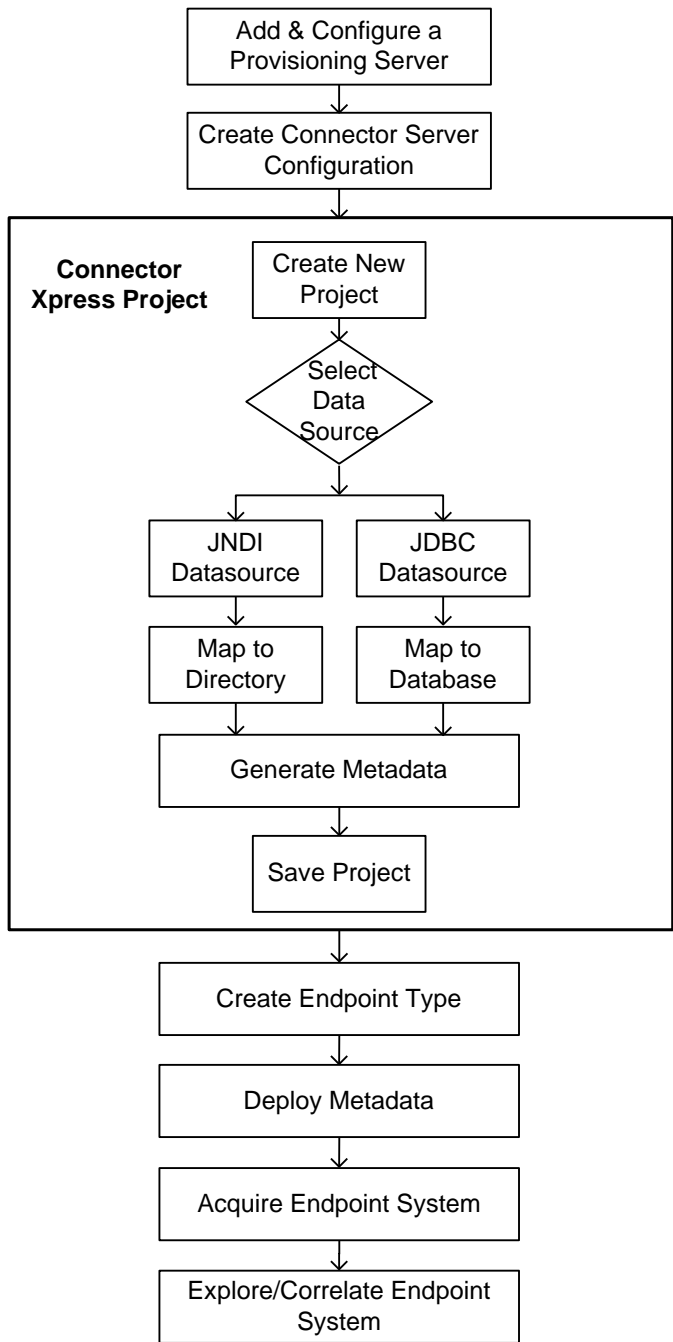 Add & Configure a
Provisioning Server
Create Connector Server
Configuration
Connector
Xpress Project
Create New
Project
Select
Data
Source
JNDI
Datasource
JDBC
Datasource
Map to
Directory
Map to
Database
Generate Metadata
Save Project
Create Endpoint Type
Deploy Metadata
Acquire Endpoint System
Explore/Correlate Endpoint
System